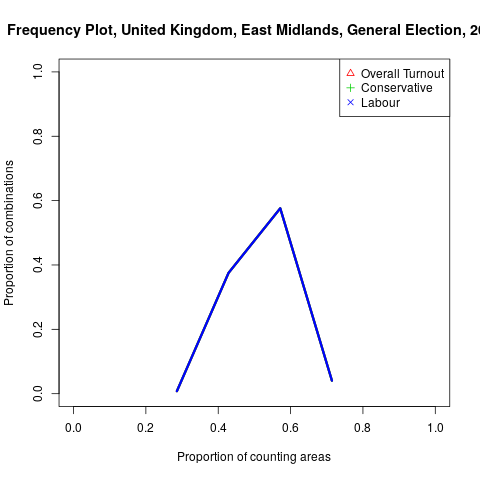 Frequency Plot, United Kingdom, East Midlands, General Election, 20
Overall Turnout
Conservative
Labour
Proportion of combinations
1.0
0.8
0.6
0.4
0.2
0.0
0.0 0.2 0.4 0.6 0.8 1.0
Proportion of counting areas